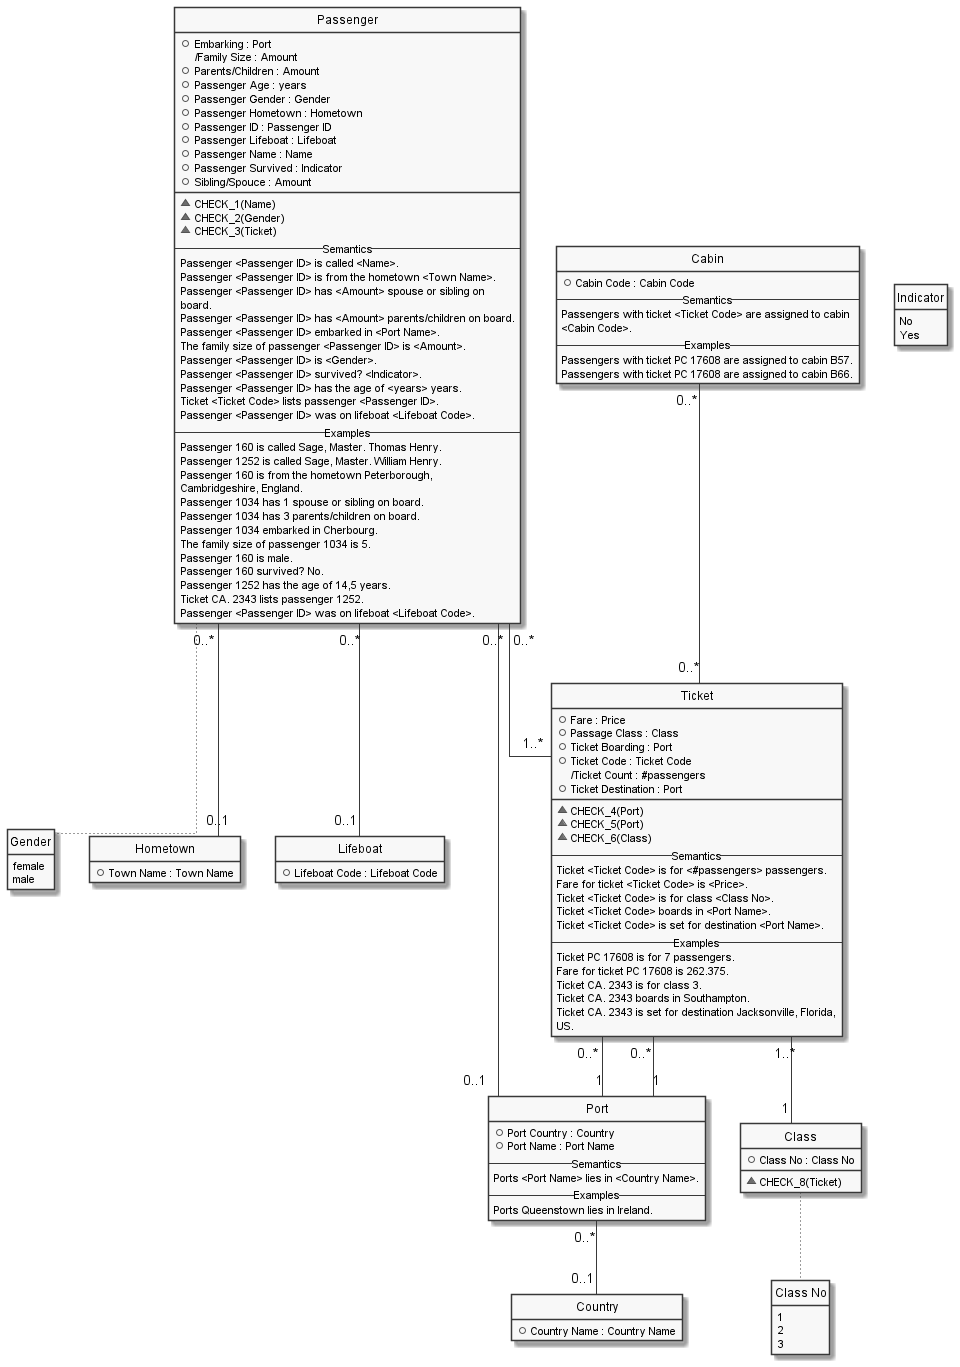 Passenger
Embarking : Port
/Family Size : Amount
Parents/Children : Amount
Passenger Age : years
Passenger Gender : Gender
Passenger Hometown : Hometown
Passenger ID : Passenger ID
Passenger Lifeboat : Lifeboat
Passenger Name : Name
Passenger Survived : Indicator
Sibling/Spouce : Amount
CHECK_1(Name)
CHECK_2(Gender)
CHECK_3(Ticket)
Semantics
Passenger <Passenger ID> is called <Name>.
Passenger <Passenger ID> is from the hometown <Town Name>.
Passenger <Passenger ID> has <Amount> spouse or sibling on
board.
Passenger <Passenger ID> has <Amount> parents/children on board.
Passenger <Passenger ID> embarked in <Port Name>.
The family size of passenger <Passenger ID> is <Amount>.
Passenger <Passenger ID> is <Gender>.
Passenger <Passenger ID> survived? <Indicator>.
Passenger <Passenger ID> has the age of <years> years.
Ticket <Ticket Code> lists passenger <Passenger ID>.
Passenger <Passenger ID> was on lifeboat <Lifeboat Code>.
Examples
Passenger 160 is called Sage, Master. Thomas Henry.
Passenger 1252 is called Sage, Master. William Henry.
Passenger 160 is from the hometown Peterborough,
Cambridgeshire, England.
Passenger 1034 has 1 spouse or sibling on board.
Passenger 1034 has 3 parents/children on board.
Passenger 1034 embarked in Cherbourg.
The family size of passenger 1034 is 5.
Passenger 160 is male.
Passenger 160 survived? No.
Passenger 1252 has the age of 14,5 years.
Ticket CA. 2343 lists passenger 1252.
Passenger <Passenger ID> was on lifeboat <Lifeboat Code>.
Cabin
Cabin Code : Cabin Code
Semantics
Passengers with ticket <Ticket Code> are assigned to cabin
<Cabin Code>.
Examples
Passengers with ticket PC 17608 are assigned to cabin B57.
Passengers with ticket PC 17608 are assigned to cabin B66.
Indicator
No
Yes
0..*
0..*
0..*
0..*
0..*
0..*
1..*
Ticket
Fare : Price
Passage Class : Class
Ticket Boarding : Port
Ticket Code : Ticket Code
/Ticket Count : #passengers
Ticket Destination : Port
CHECK_4(Port)
CHECK_5(Port)
CHECK_6(Class)
Semantics
Ticket <Ticket Code> is for <#passengers> passengers.
Fare for ticket <Ticket Code> is <Price>.
Ticket <Ticket Code> is for class <Class No>.
Ticket <Ticket Code> boards in <Port Name>.
Ticket <Ticket Code> is set for destination <Port Name>.
Examples
Ticket PC 17608 is for 7 passengers.
Fare for ticket PC 17608 is 262.375.
Ticket CA. 2343 is for class 3.
Ticket CA. 2343 boards in Southampton.
Ticket CA. 2343 is set for destination Jacksonville, Florida,
US.
0..1
0..1
Gender
female
male
Hometown
Town Name : Town Name
Lifeboat
Lifeboat Code : Lifeboat Code
0..*
0..*
1..*
0..1
1
1
1
Port
Port Country : Country
Port Name : Port Name
Semantics
Ports <Port Name> lies in <Country Name>.
Examples
Ports Queenstown lies in Ireland.
Class
Class No : Class No
CHECK_8(Ticket)
0..*
0..1
Country
Country Name : Country Name
Class No
1
2
3